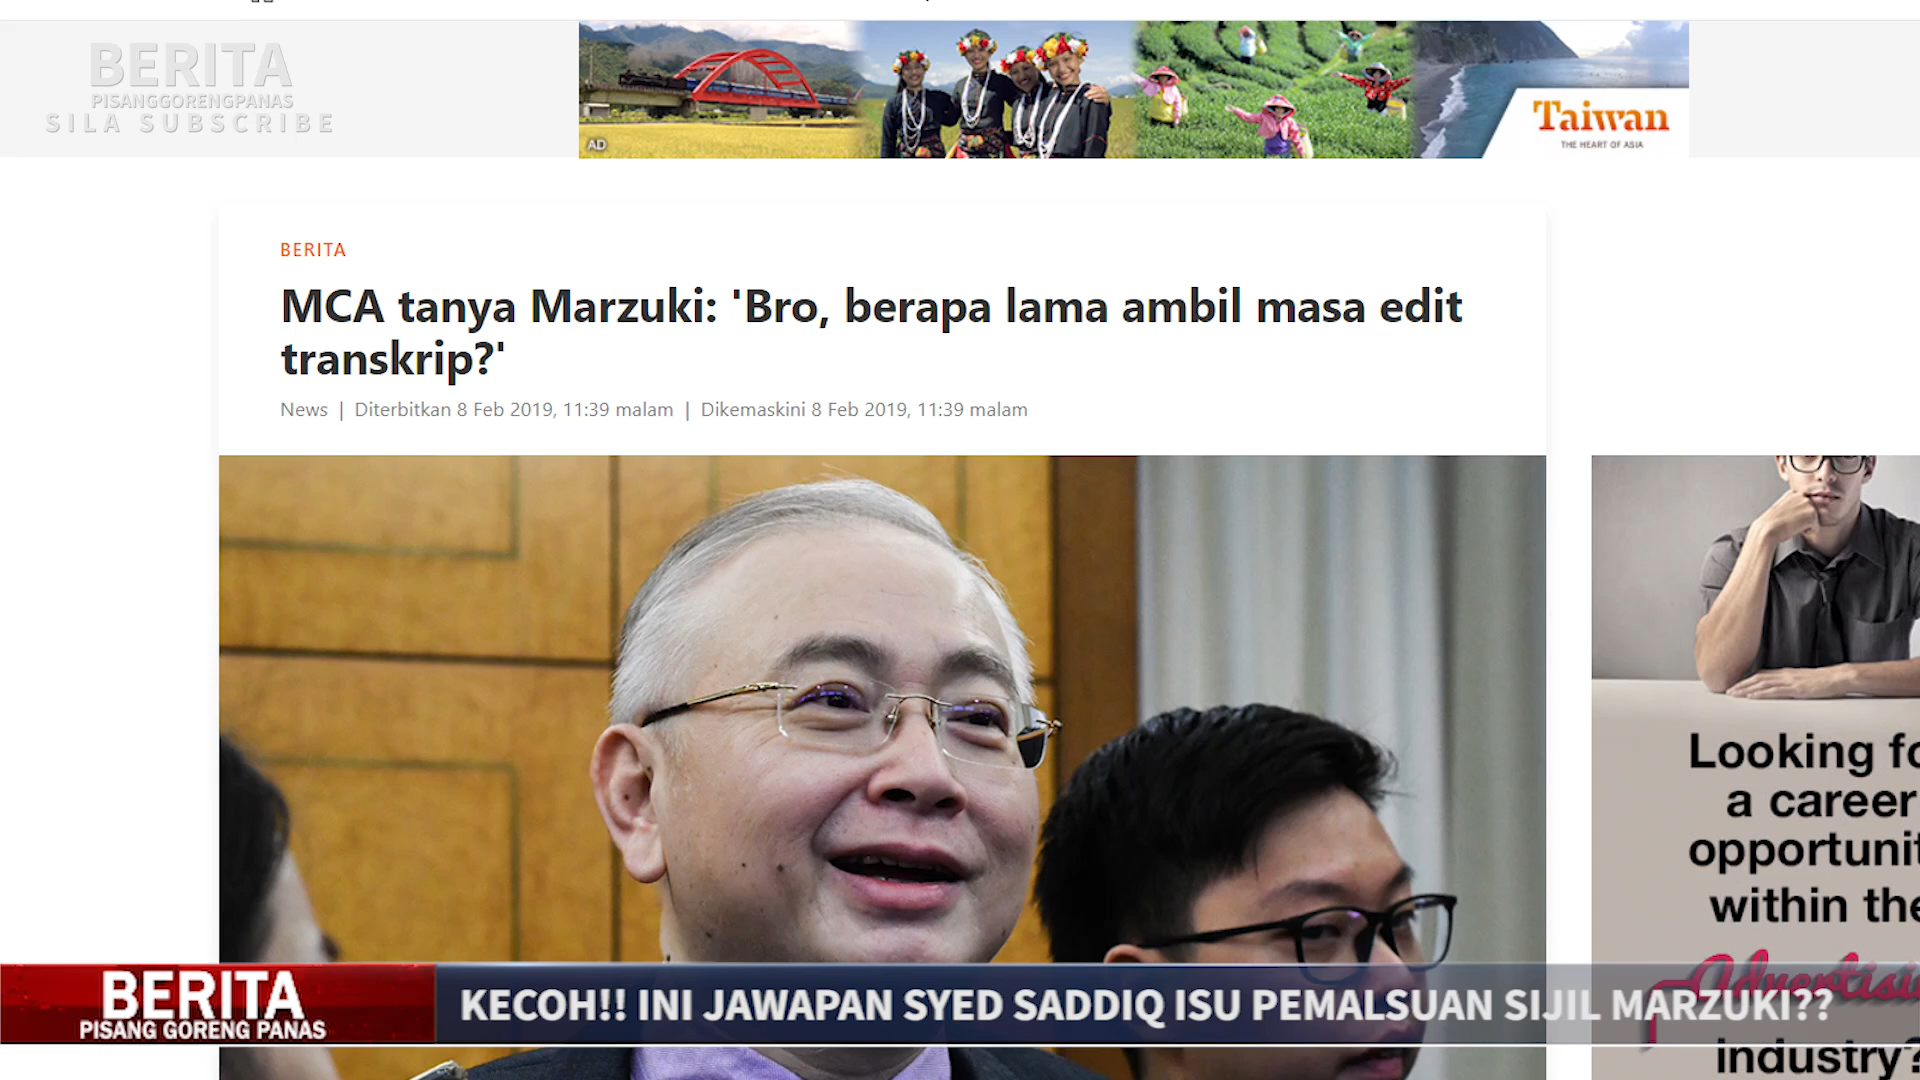 BERITA
PISANGGORENGPANAS
SILA SUBSCRIBE
AD
Taiwan
THE HEART OF ASIA
BERITA
MCA tanya Marzuki: 'Bro, berapa lama ambil masa edit
transkrip?'
News | Diterbitkan 8 Feb 2019, 11:39 malam | Dikemaskini 8 Feb 2019, 11:39 malam
Looking fo
a career
opportunit
within the
Advertisi
industry?
BERITA
PISANG GORENG PANAS
KECOH!! INI JAWAPAN SYED SADDIQ ISU PEMALSUAN SIJIL MARZUKI??